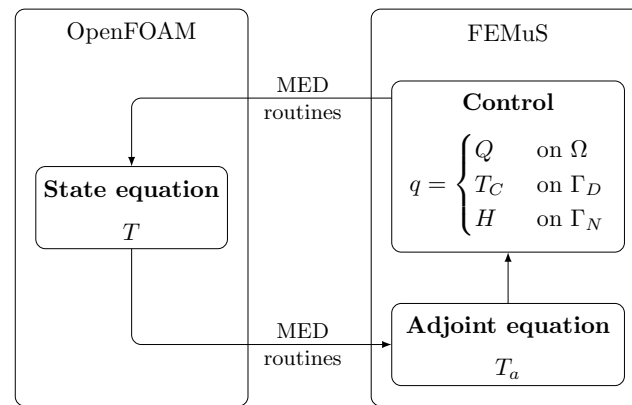 OpenFOAM
FEMuS
MED
routines
Control
q = { Q on Ω
T_C on Γ_D
H on Γ_N
State equation
T
MED
routines
Adjoint equation
T_a